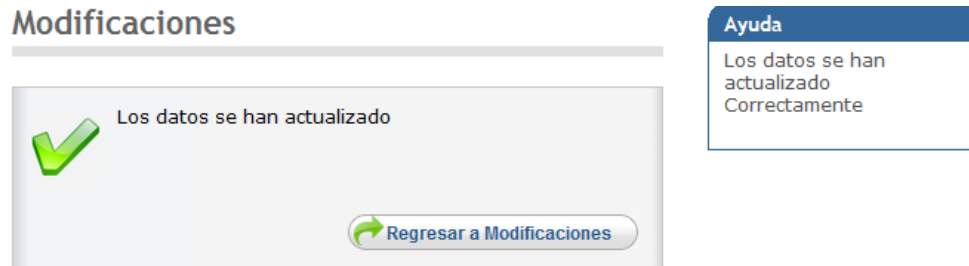 Modificaciones
Los datos se han actualizado
Regresar a Modificaciones
Ayuda
Los datos se han
actualizado
Correctamente